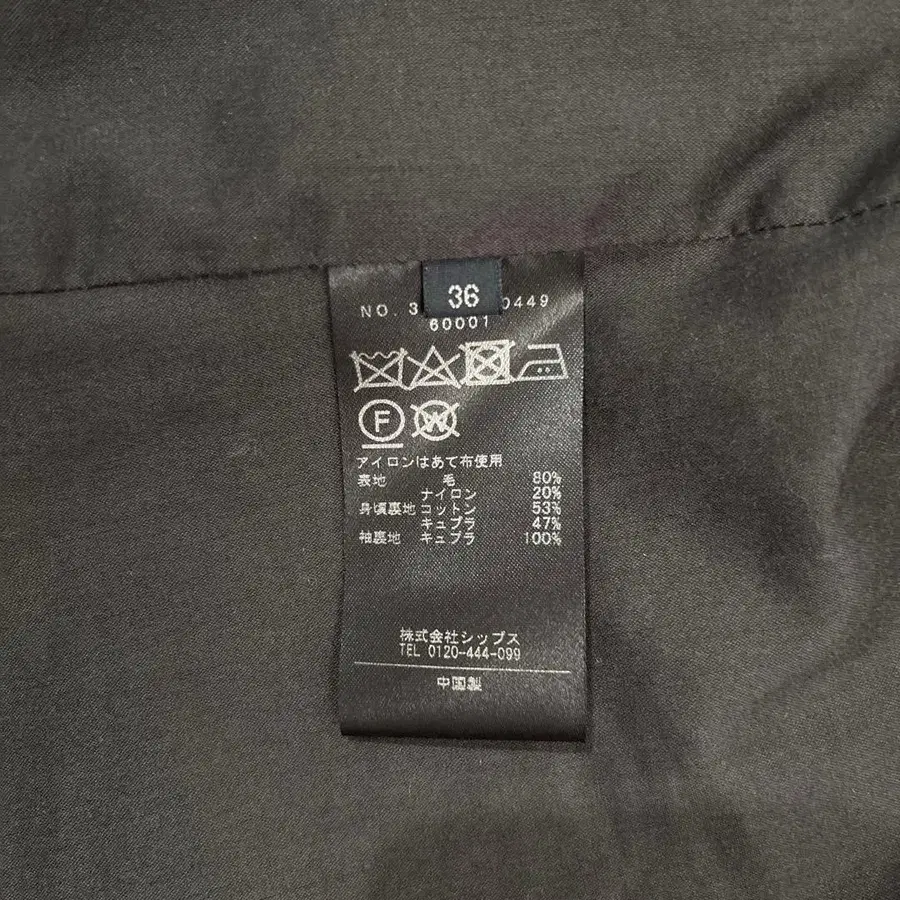 36
NO. 3 0449
60001
F W
アイロンはあて布使用
表地 毛 80%
ナイロン 20%
身頃裏地 コットン 53%
キュプラ 47%
袖裏地 キュプラ 100%
株式会社シップス
TEL 0120-444-099
中国製